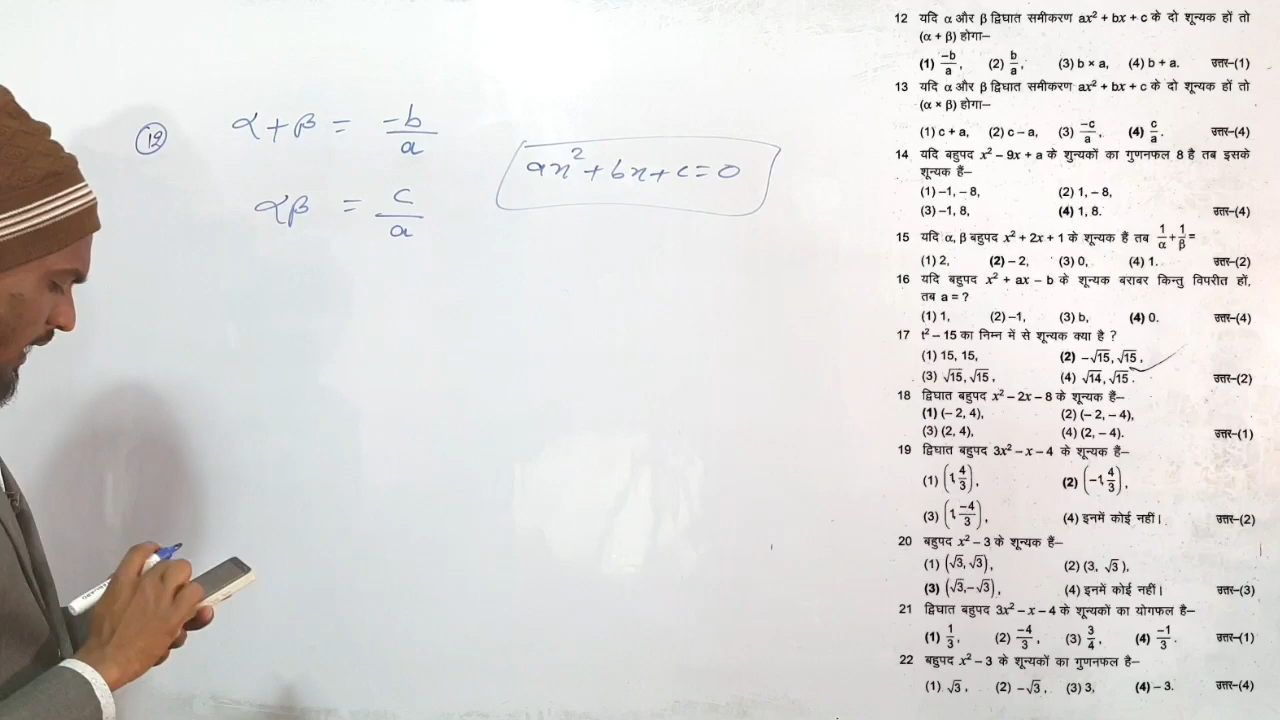 (12) α + β = -b/a
αβ = c/a
ax² + bx + c = 0
12 यदि α और β द्विघात समीकरण ax² + bx + c के दो शून्यक हों तो
(α + β) होगा–
(1) -b/a, (2) b/a, (3) b × a, (4) b + a. उत्तर–(1)
13 यदि α और β द्विघात समीकरण ax² + bx + c के दो शून्यक हों तो
(α × β) होगा–
(1) c + a, (2) c – a, (3) -c/a, (4) c/a. उत्तर–(4)
14 यदि बहुपद x² – 9x + a के शुन्यकों का गुणनफल 8 है तब इसके
शून्यक हैं–
(1) –1, – 8, (2) 1, – 8,
(3) –1, 8, (4) 1, 8. उत्तर–(4)
15 यदि α, β बहुपद x² + 2x + 1 के शून्यक हैं तब 1/α + 1/β =
(1) 2, (2) – 2, (3) 0, (4) 1. उत्तर–(2)
16 यदि बहुपद x² + ax – b के शून्यक बराबर किन्तु विपरीत हों,
तब a = ?
(1) 1, (2) –1, (3) b, (4) 0. उत्तर–(4)
17 t² – 15 का निम्न में से शून्यक क्या है ?
(1) 15, 15, (2) –√15, √15,
(3) √15, √15, (4) √14, √15. उत्तर–(2)
18 द्विघात बहुपद x² – 2x – 8 के शून्यक हैं–
(1) (– 2, 4), (2) (– 2, – 4),
(3) (2, 4), (4) (2, – 4). उत्तर–(1)
19 द्विघात बहुपद 3x² – x – 4 के शून्यक हैं–
(1) (1, 4/3), (2) (–1, 4/3),
(3) (1, -4/3), (4) इनमें कोई नहीं। उत्तर–(2)
20 बहुपद x² – 3 के शून्यक हैं–
(1) (√3, √3), (2) (3, √3),
(3) (√3, –√3), (4) इनमें कोई नहीं। उत्तर–(3)
21 द्विघात बहुपद 3x² – x – 4 के शून्यकों का योगफल है–
(1) 1/3, (2) -4/3, (3) 3/4, (4) -1/3. उत्तर–(1)
22 बहुपद x² – 3 के शून्यकों का गुणनफल है–
(1) √3, (2) –√3, (3) 3, (4) – 3. उत्तर–(4)